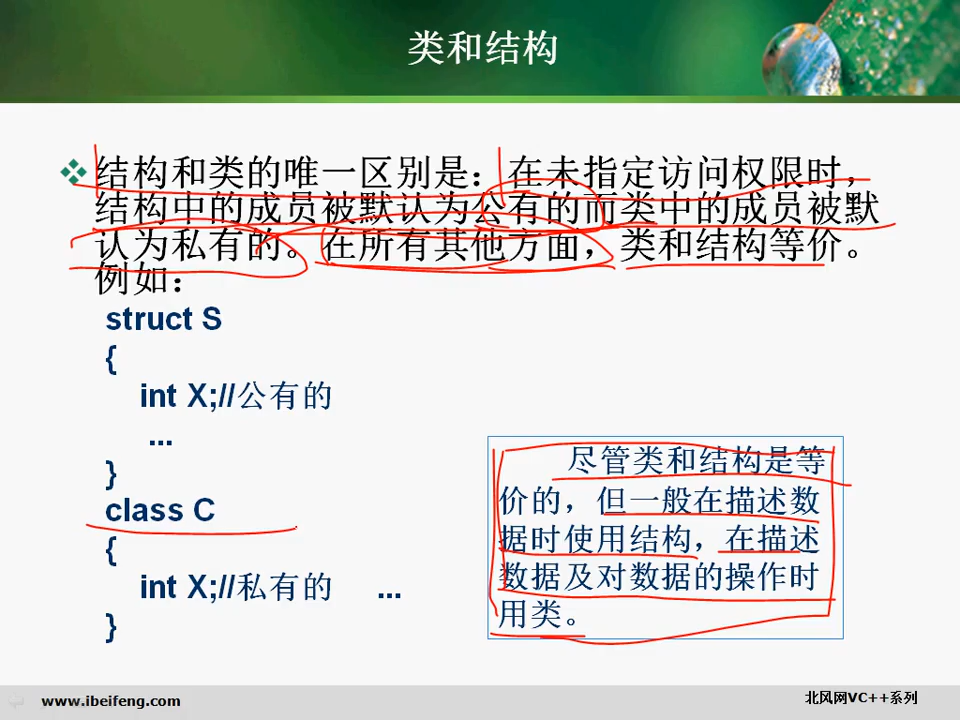 类和结构
结构和类的唯一区别是：在未指定访问权限时，
结构中的成员被默认为公有的而类中的成员被默
认为私有的。在所有其他方面，类和结构等价。
例如：
struct S
{
int X;//公有的
...
}
class C
{
int X;//私有的 ...
}
尽管类和结构是等
价的，但一般在描述数
据时使用结构，在描述
数据及对数据的操作时
用类。
www.ibeifeng.com
北风网VC++系列